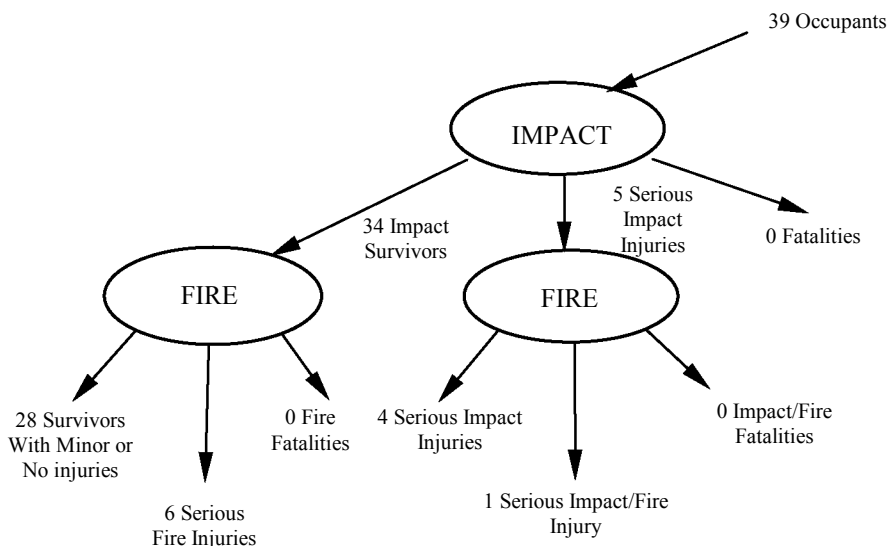 39 Occupants
IMPACT
34 Impact
Survivors
5 Serious
Impact
Injuries
0 Fatalities
FIRE
FIRE
28 Survivors
With Minor or
No injuries
0 Fire
Fatalities
4 Serious Impact
Injuries
0 Impact/Fire
Fatalities
6 Serious
Fire Injuries
1 Serious Impact/Fire
Injury